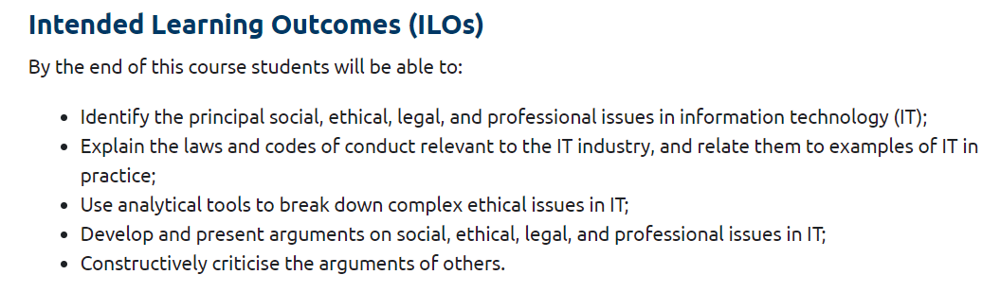 Intended Learning Outcomes (ILOs)
By the end of this course students will be able to:
• Identify the principal social, ethical, legal, and professional issues in information technology (IT);
• Explain the laws and codes of conduct relevant to the IT industry, and relate them to examples of IT in
practice;
• Use analytical tools to break down complex ethical issues in IT;
• Develop and present arguments on social, ethical, legal, and professional issues in IT;
• Constructively criticise the arguments of others.